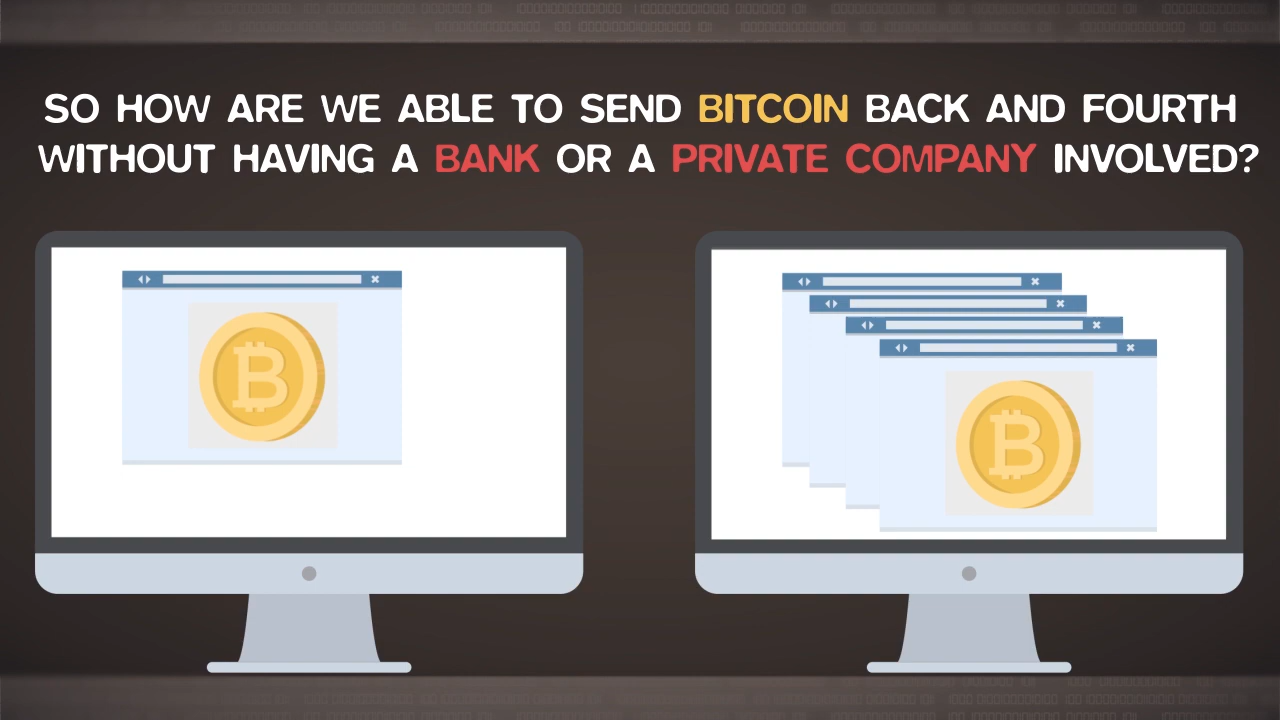 SO HOW ARE WE ABLE TO SEND BITCOIN BACK AND FOURTH
WITHOUT HAVING A BANK OR A PRIVATE COMPANY INVOLVED?